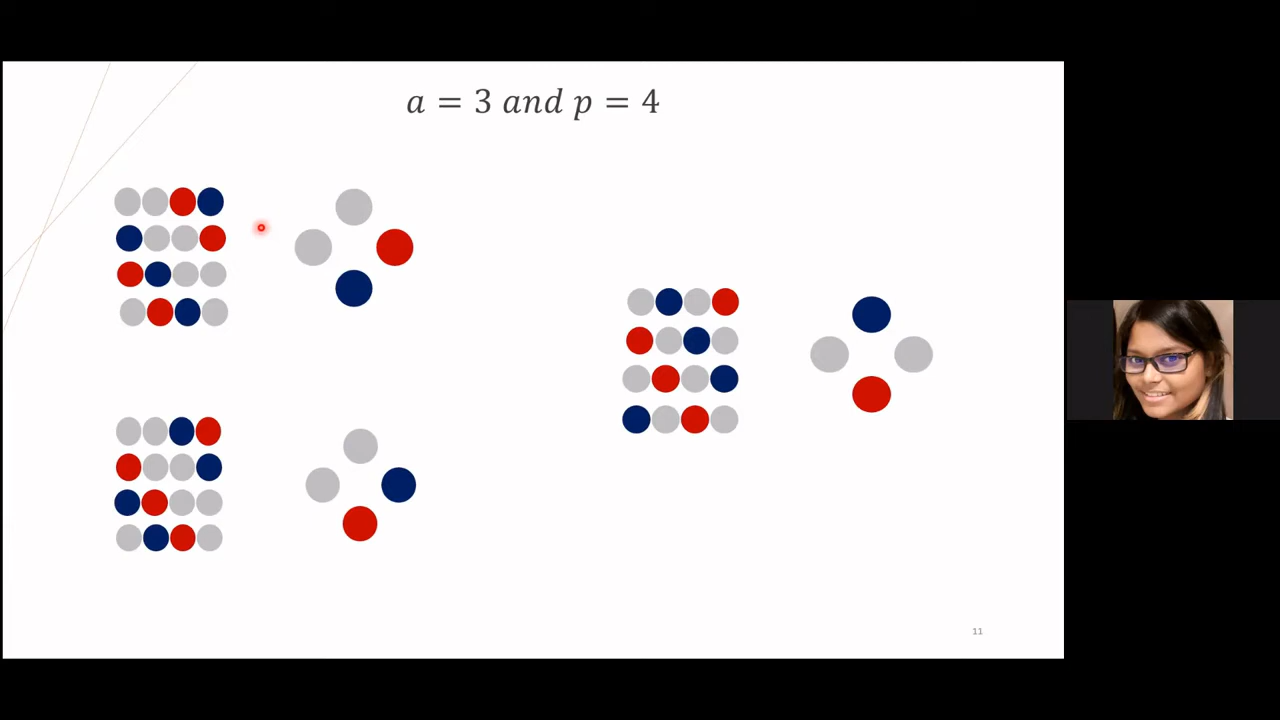 a = 3 and p = 4
11